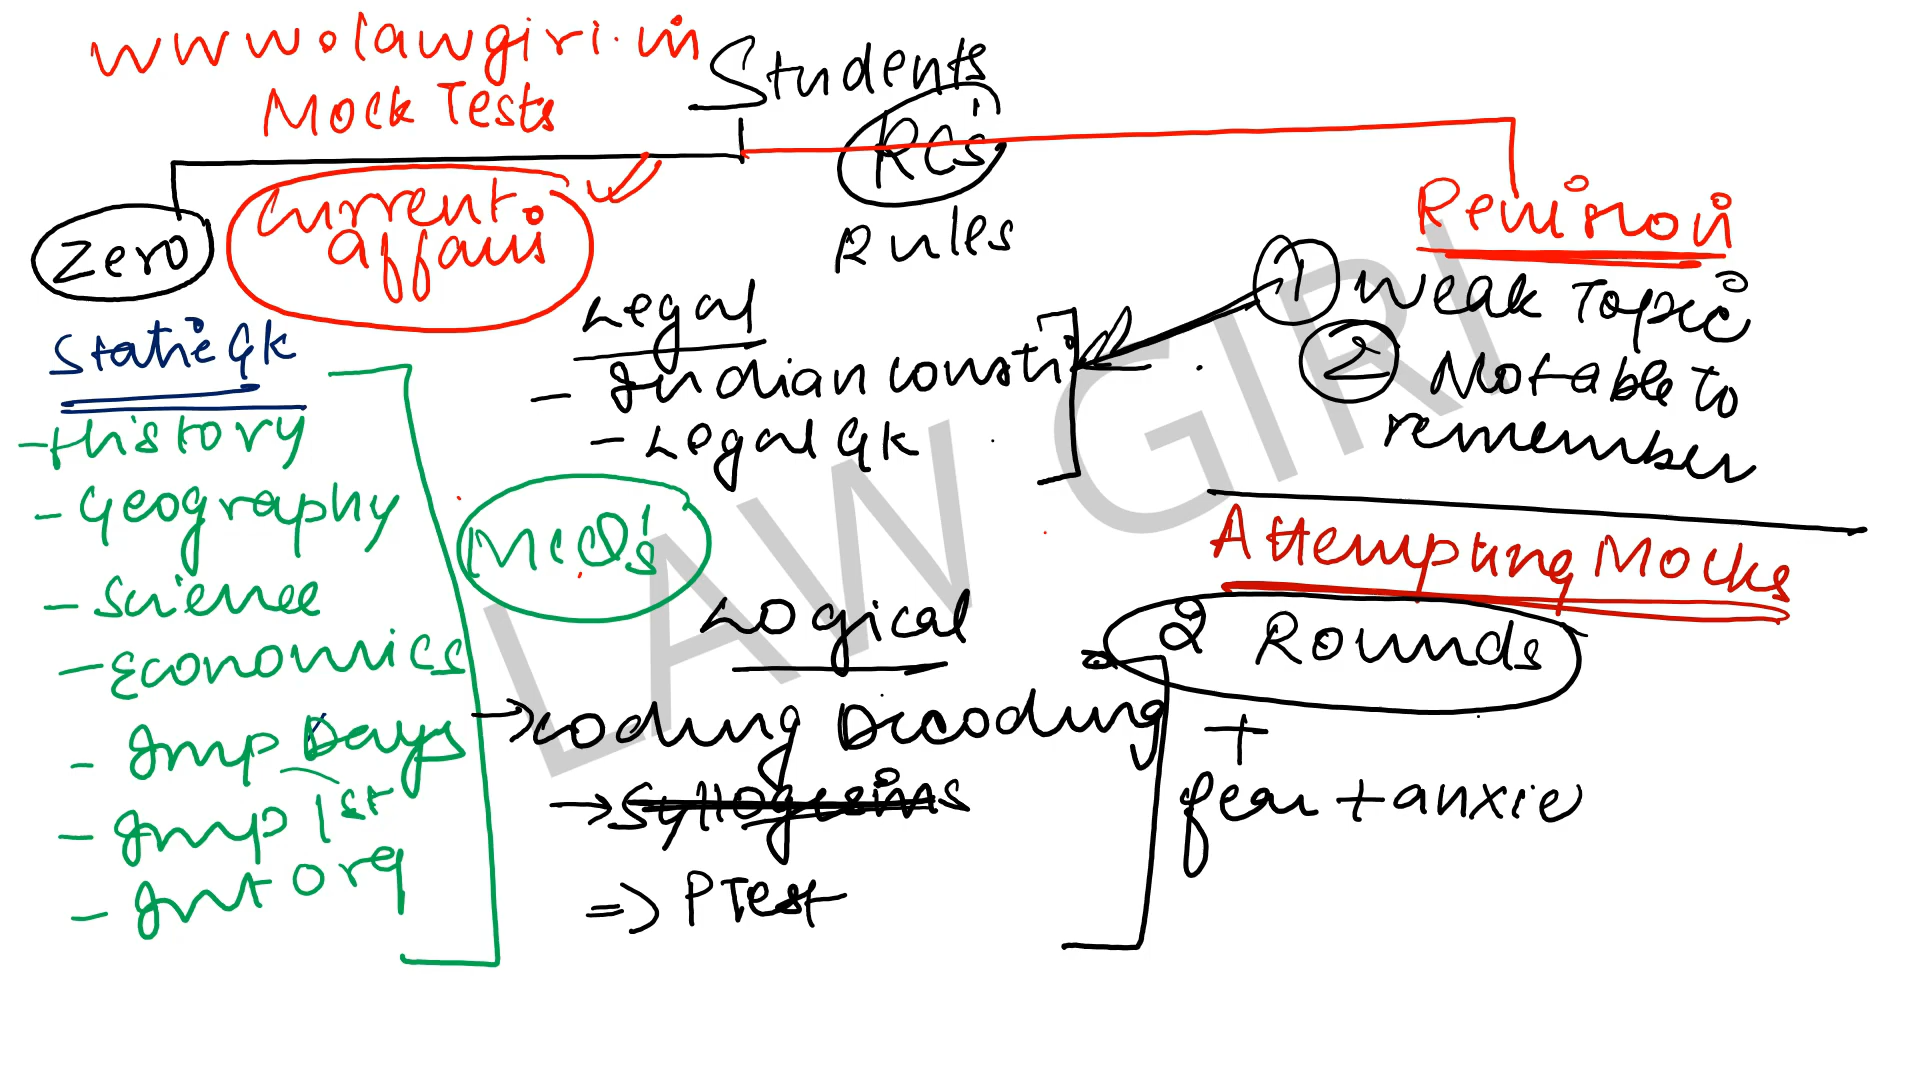 www.lawgiri.in
Mock Tests
Students
RCs
Rules
Zero
Current
affairs
Static Gk
- History
- Geography
- Science
- Economics
- Imp Days
- Imp 1st
- Int org
MCQ's
Legal
- Indian consti
- Legal Gk
Logical
→ Coding Decoding
→ Syllogisims
⇒ P Test
Revision
1 Weak Topic
2 Not able to
remember
Attempting Mocks
2 Rounds
+
fear + anxie
LAW GIRI